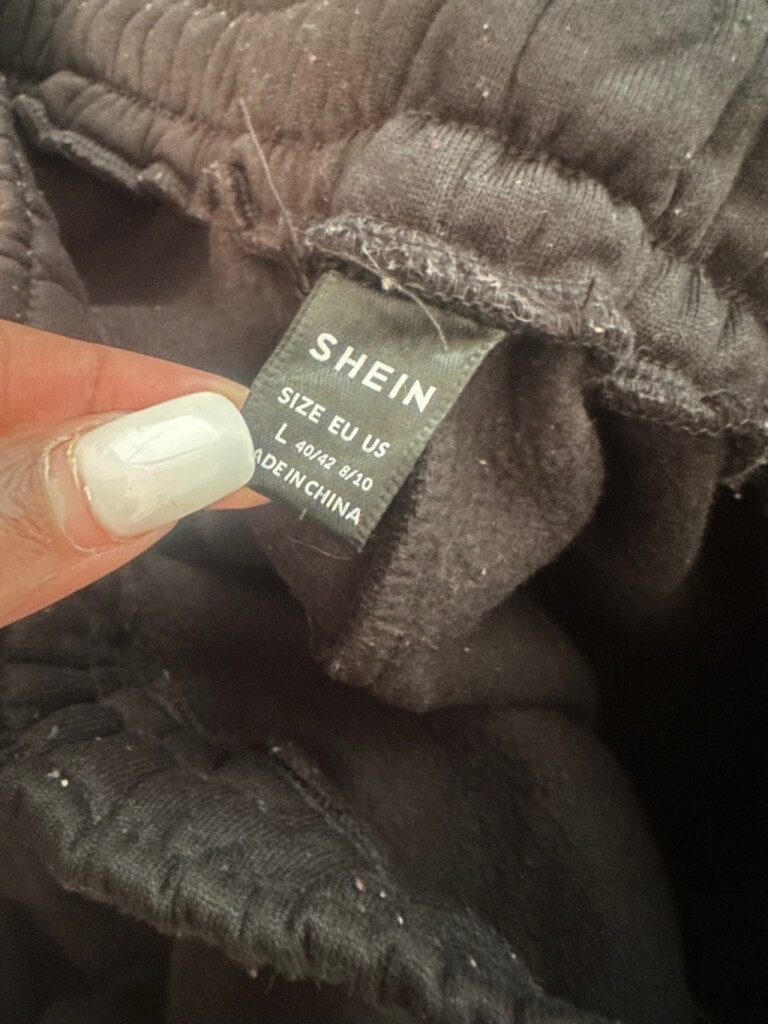 SHEIN
SIZE EU US
L 40/42 8/10
ADE IN CHINA